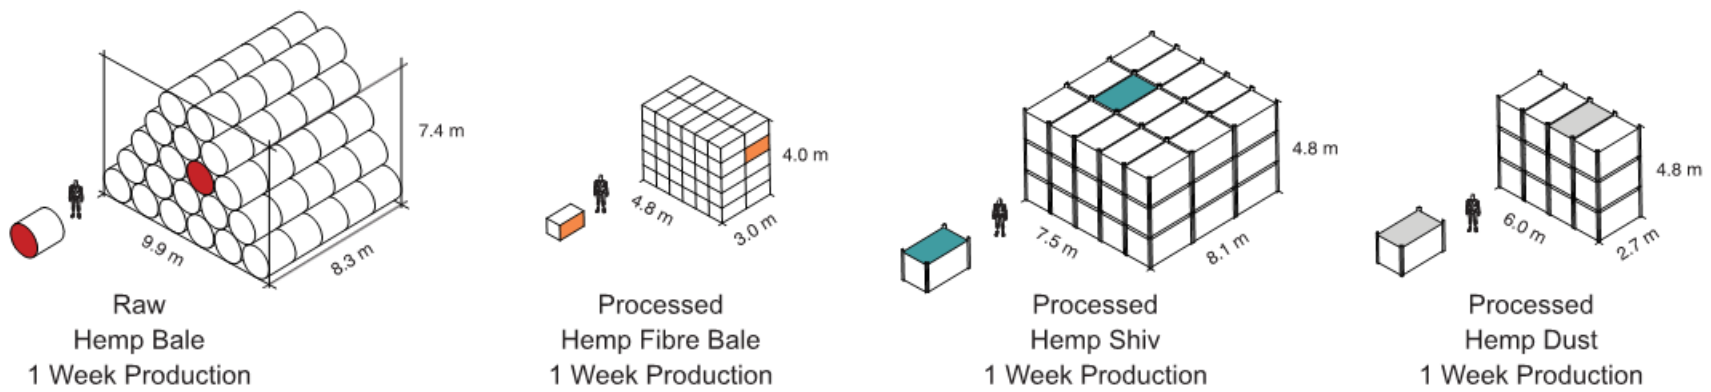 7.4 m
9.9 m
8.3 m
Raw
Hemp Bale
1 Week Production
4.0 m
4.8 m
3.0 m
Processed
Hemp Fibre Bale
1 Week Production
4.8 m
7.5 m
8.1 m
Processed
Hemp Shiv
1 Week Production
4.8 m
6.0 m
2.7 m
Processed
Hemp Dust
1 Week Production